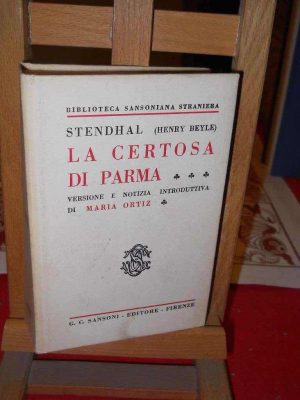 BIBLIOTECA SANSONIANA STRANIERA
STENDHAL (HENRY BEYLE)
LA CERTOSA
DI PARMA
VERSIONE E NOTIZIA INTRODUTTIVA
DI MARIA ORTIZ
G. C. SANSONI - EDITORE - FIRENZE